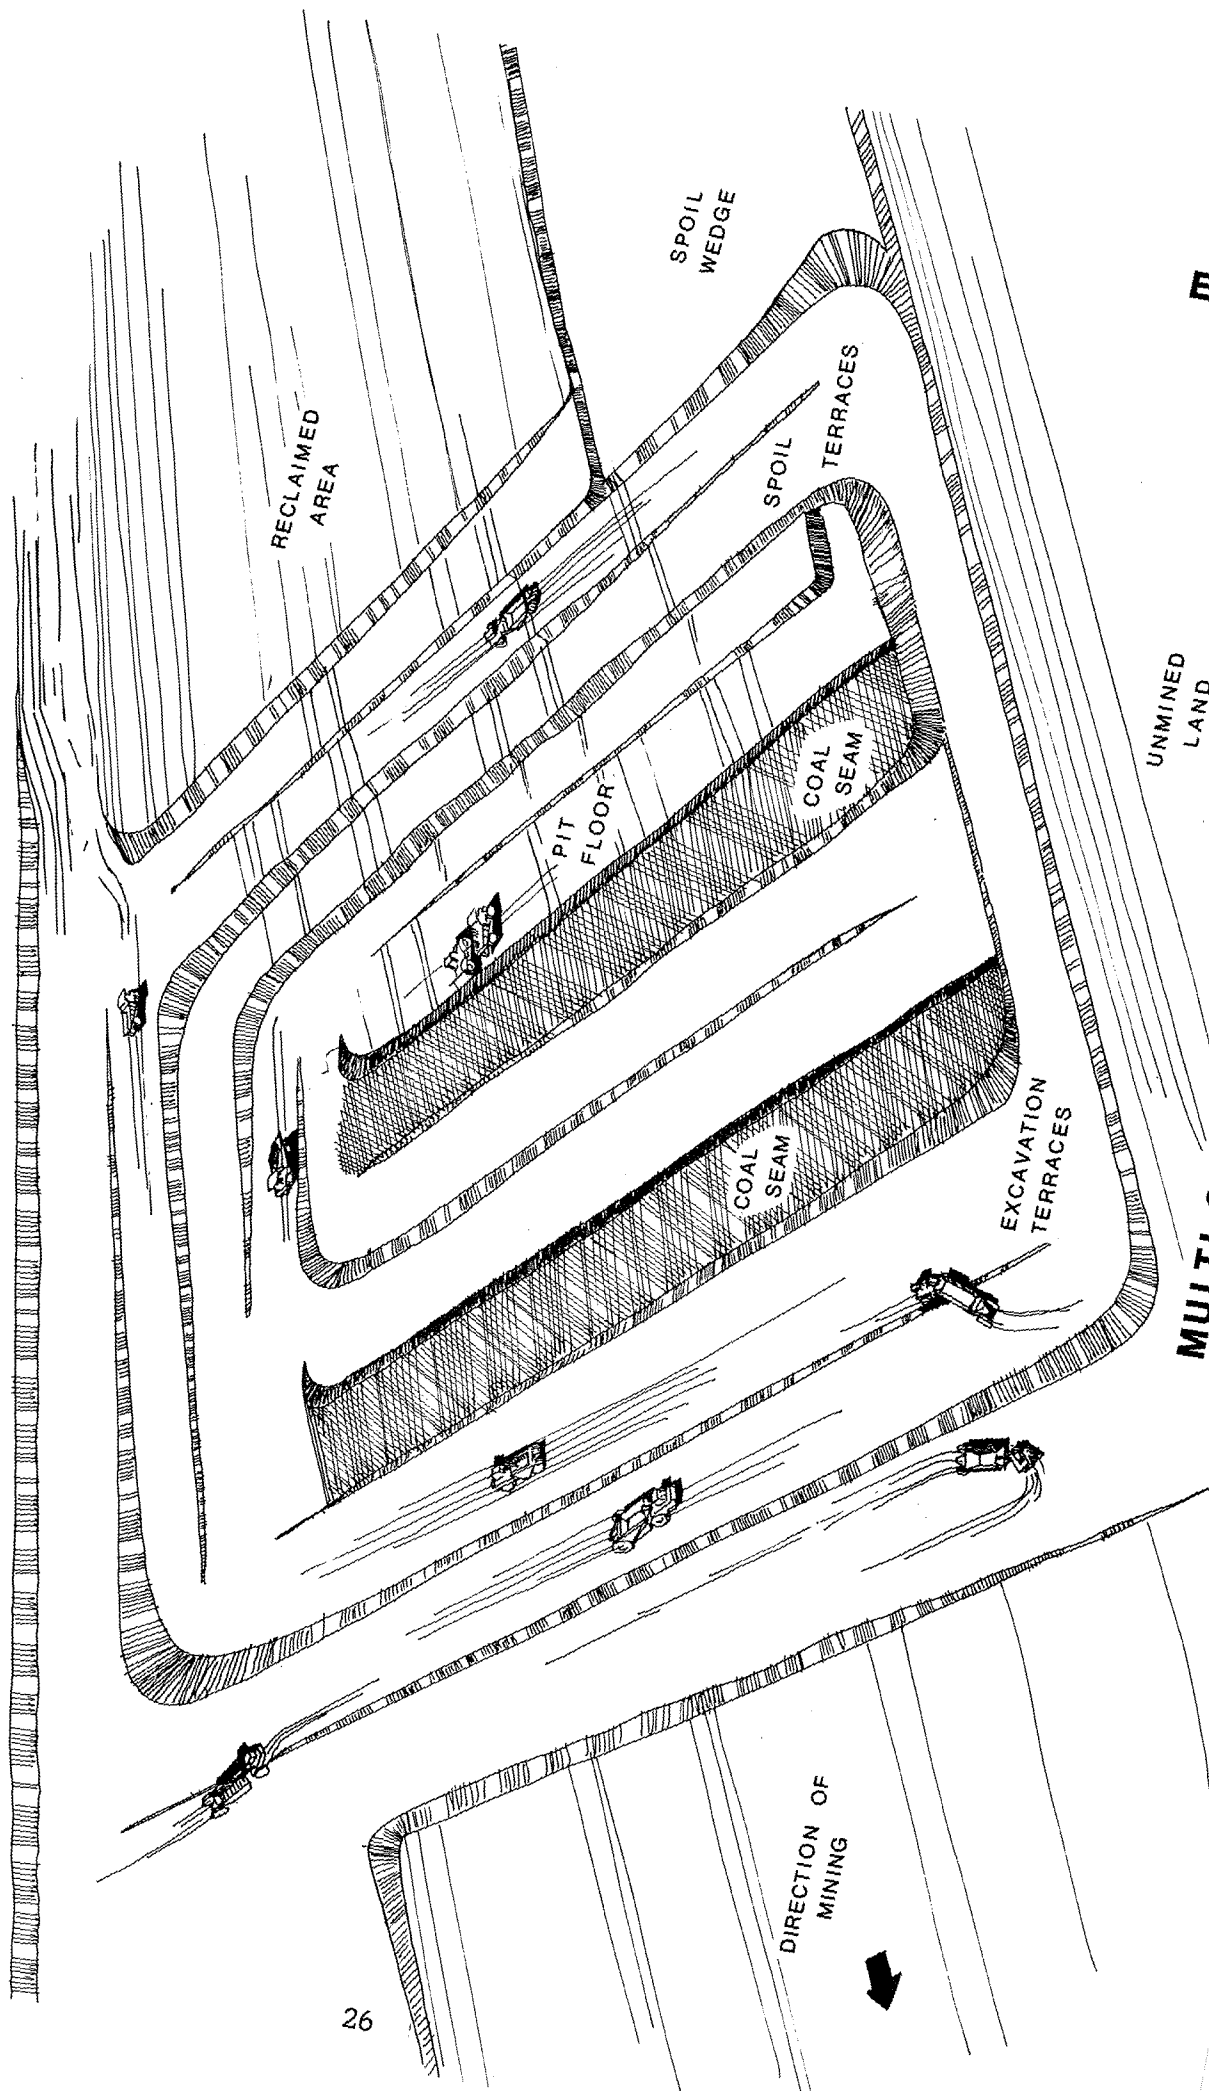 SPOIL
WEDGE
RECLAIMED
AREA
SPOIL
TERRACES
PIT
FLOOR
COAL
SEAM
UNMINED
LAND
COAL
SEAM
EXCAVATION
TERRACES
DIRECTION OF
MINING
26